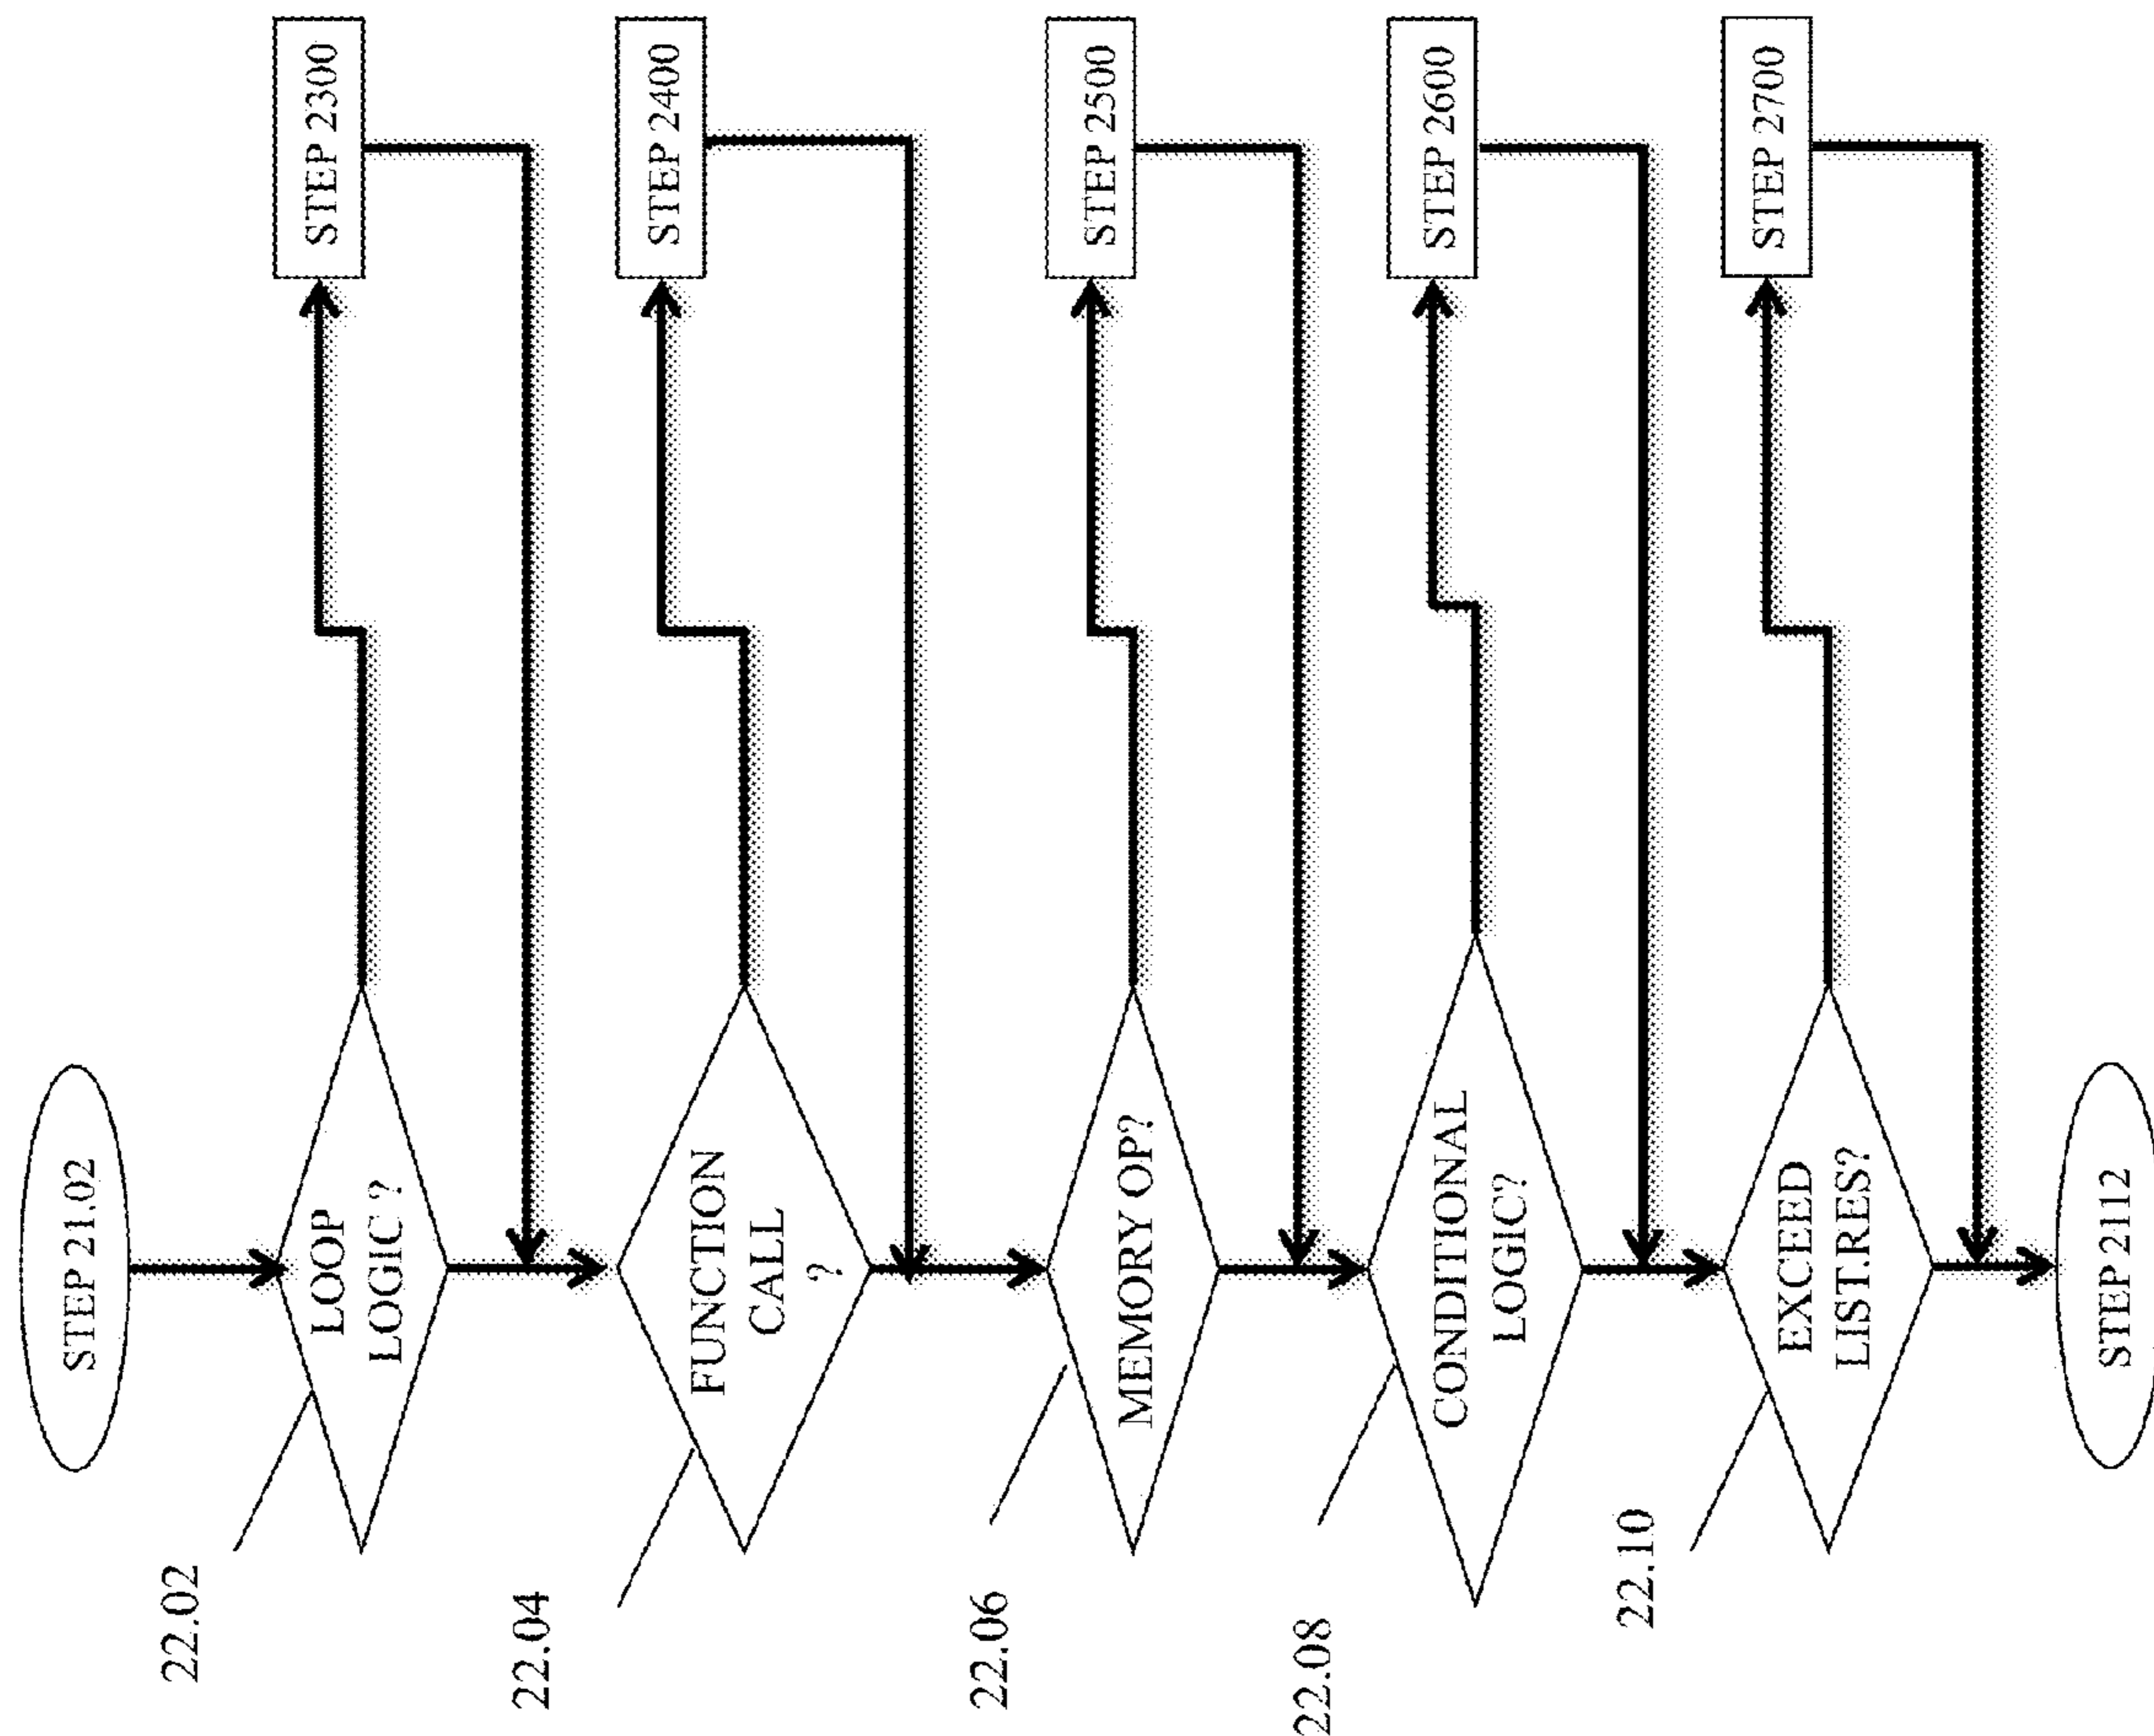 STEP 21.02
22.02
LOOP
LOGIC ?
STEP 2300
22.04
FUNCTION
CALL
?
STEP 2400
22.06
MEMORY OP?
STEP 2500
22.08
CONDITIONAL
LOGIC?
STEP 2600
22.10
EXCEED
LIST.RES?
STEP 2700
STEP 2112